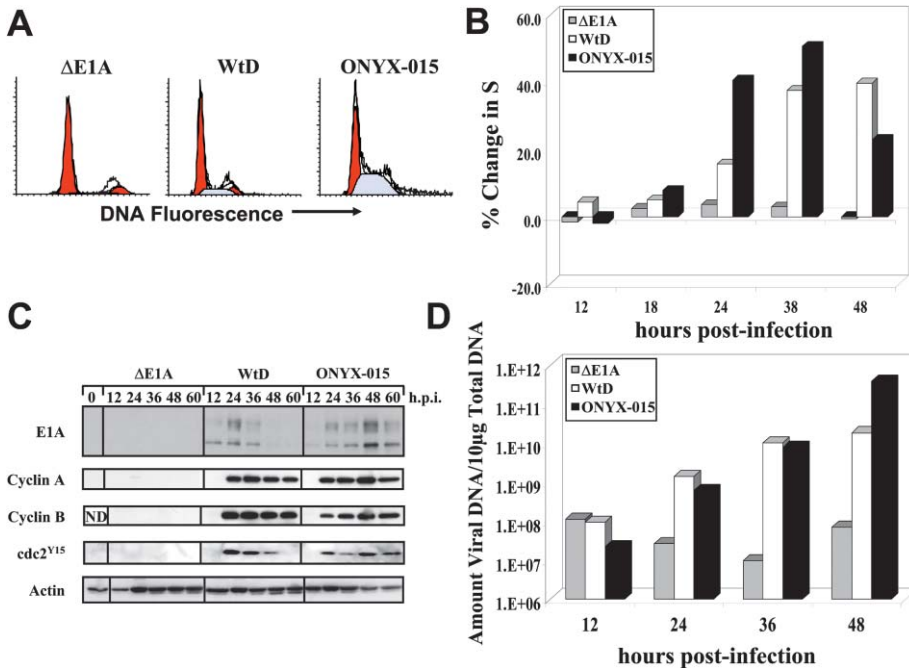 A
ΔE1A WtD ONYX-015
DNA Fluorescence
B
ΔE1A
WtD
ONYX-015
% Change in S
60.0
40.0
20.0
0.0
-20.0
12 18 24 38 48
hours post-infection
C
ΔE1A WtD ONYX-015
0 12 24 36 48 60 12 24 36 48 60 12 24 36 48 60 h.p.i.
E1A
Cyclin A
Cyclin B ND
cdc2Y15
Actin
D
ΔE1A
WtD
ONYX-015
Amount Viral DNA/10µg Total DNA
1.E+12
1.E+11
1.E+10
1.E+09
1.E+08
1.E+07
1.E+06
12 24 36 48
hours post-infection